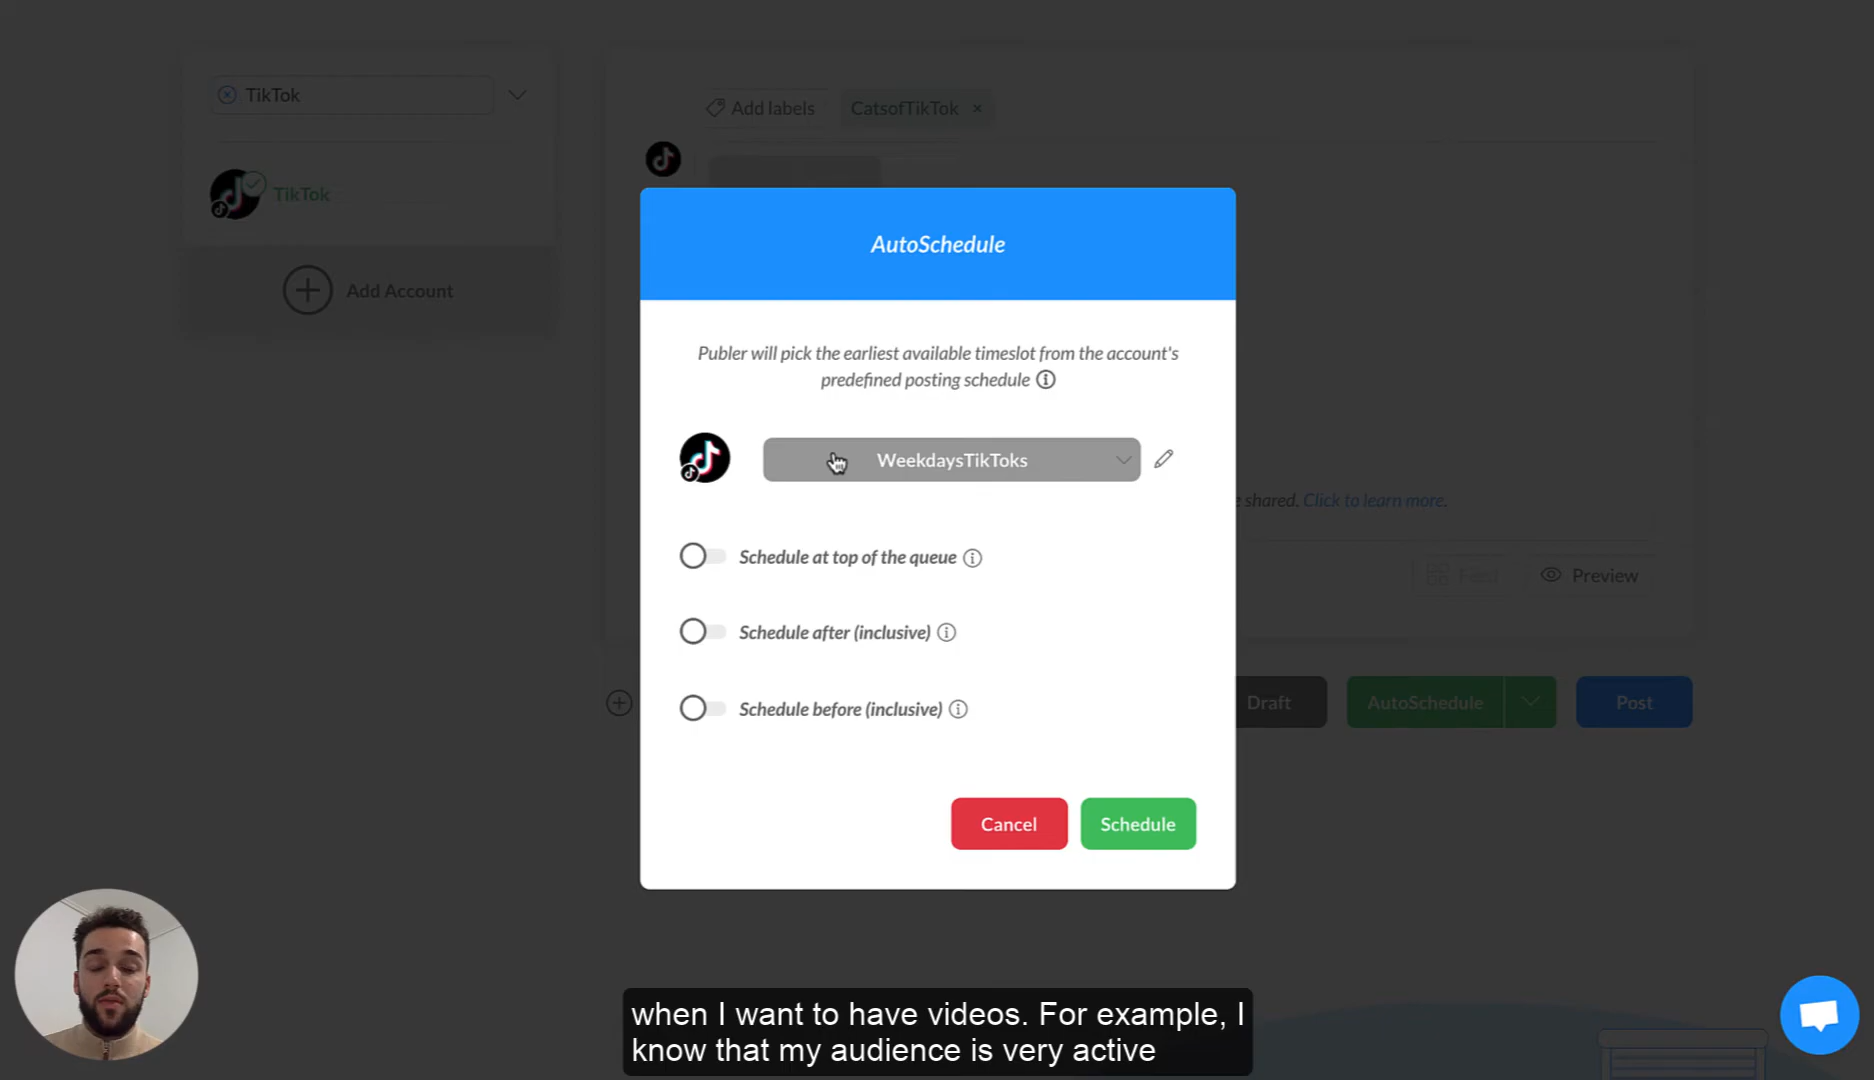 TikTok
Add labels
CatsofTikTok ×
TikTok
Add Account
AutoSchedule
Publer will pick the earliest available timeslot from the account's
predefined posting schedule
WeekdaysTikToks
e shared. Click to learn more.
Schedule at top of the queue
Feed
Preview
Schedule after (inclusive)
Schedule before (inclusive)
Draft
AutoSchedule
Post
Cancel
Schedule
when I want to have videos. For example, I
know that my audience is very active